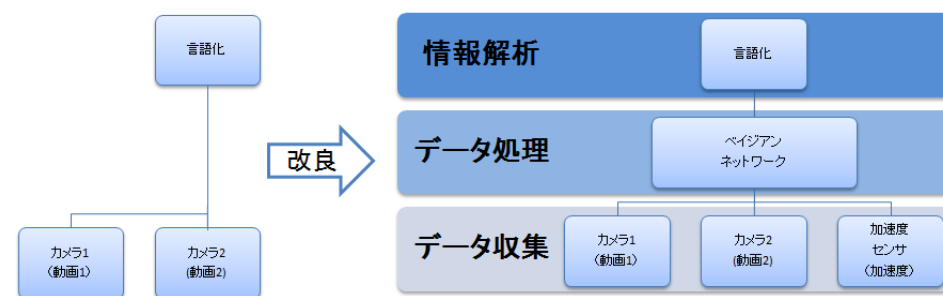 言語化
カメラ1
(動画1)
カメラ2
(動画2)
改良
情報解析
言語化
データ処理
ベイジアン
ネットワーク
データ収集
カメラ1
(動画1)
カメラ2
(動画2)
加速度
センサ
(加速度)